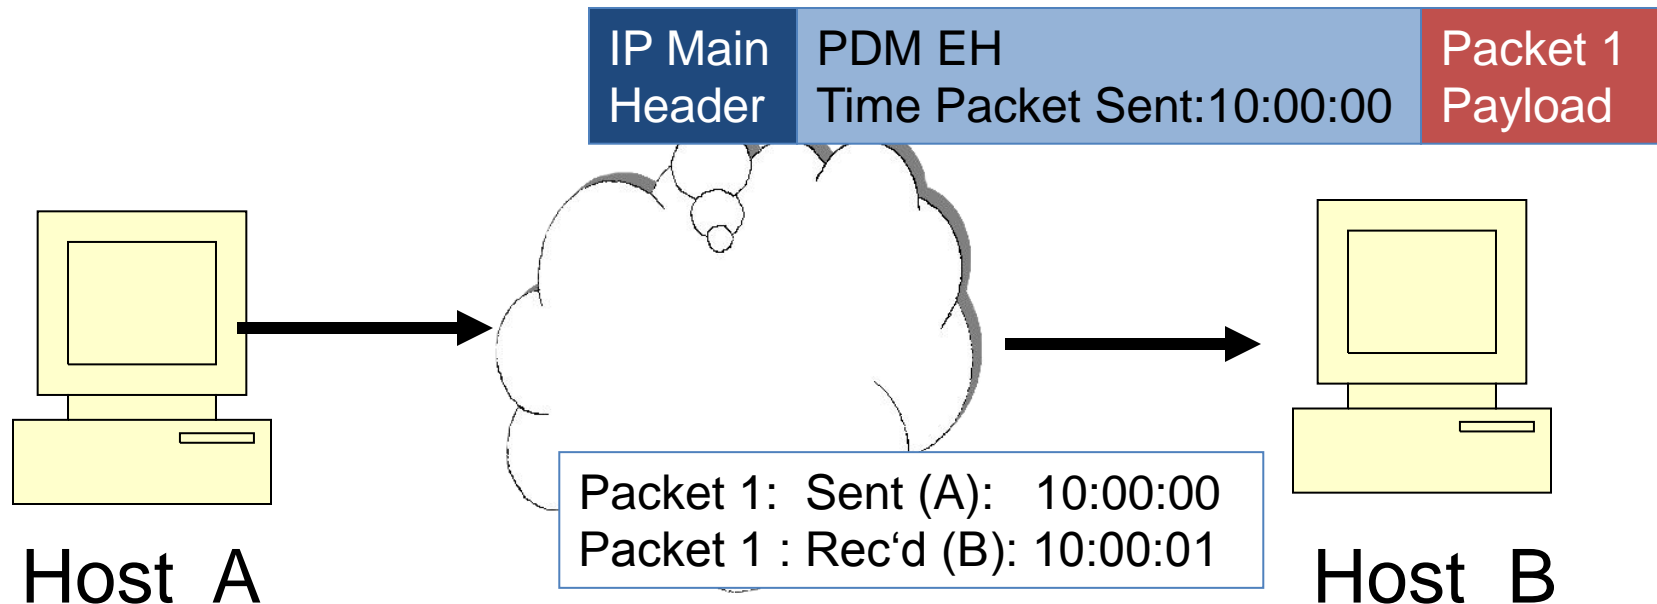 IP Main Header
PDM EH
Time Packet Sent:10:00:00
Packet 1
Payload
Packet 1:  Sent (A):   10:00:00
Packet 1 : Rec‘d (B): 10:00:01
Host  A
Host  B